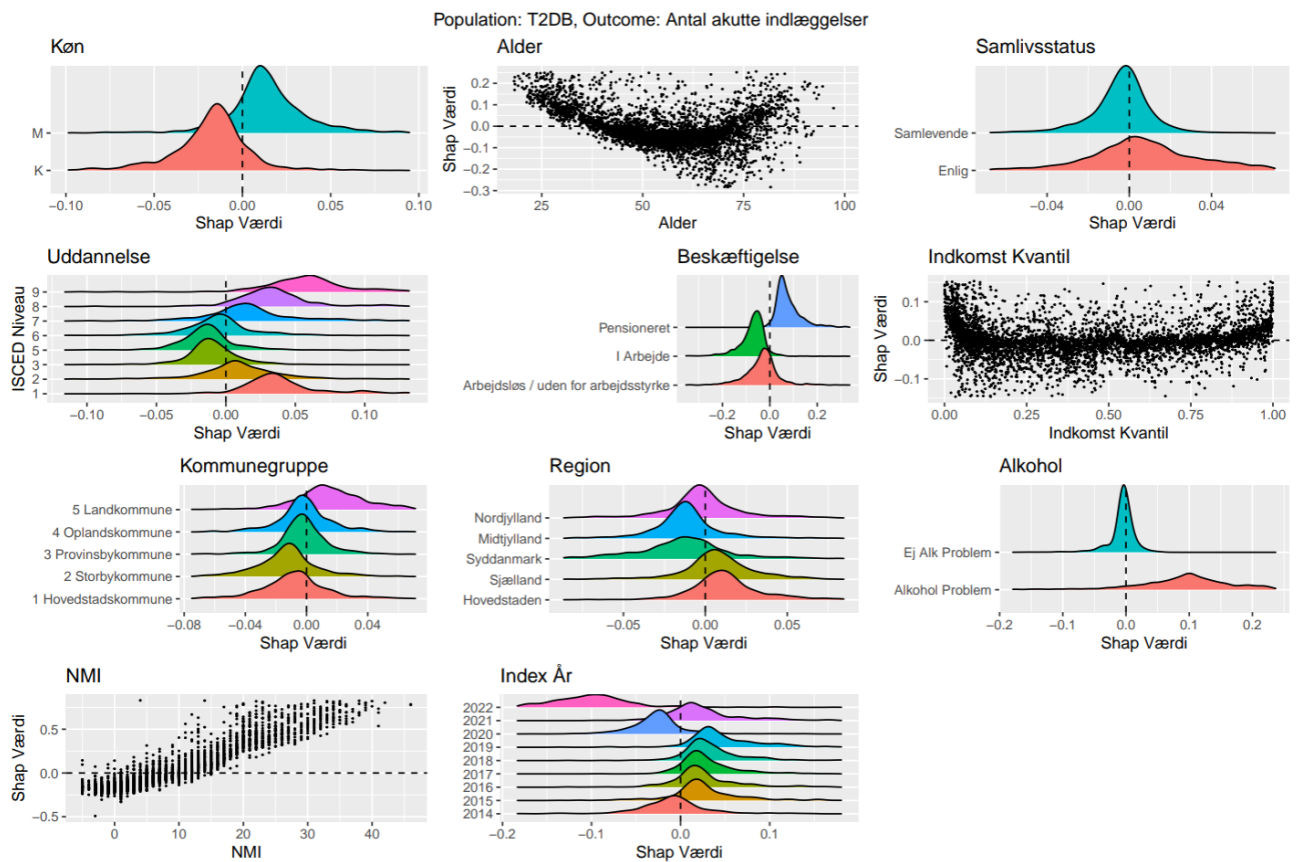 Population: T2DB, Outcome: Antal akutte indlæggelser
Køn
M
K
−0.10 −0.05 0.00 0.05 0.10
Shap Værdi
Alder
Shap Værdi
0.2
0.1
0.0
−0.1
−0.2
−0.3
25 50 75 100
Alder
Samlivsstatus
Samlevende
Enlig
−0.04 0.00 0.04
Shap Værdi
Uddannelse
ISCED Niveau
9
8
7
6
5
3
2
1
−0.10 −0.05 0.00 0.05 0.10
Shap Værdi
Beskæftigelse
Pensioneret
I Arbejde
Arbejdsløs / uden for arbejdsstyrke
−0.2 0.0 0.2
Shap Værdi
Indkomst Kvantil
Shap Værdi
0.1
0.0
−0.1
0.00 0.25 0.50 0.75 1.00
Indkomst Kvantil
Kommunegruppe
5 Landkommune
4 Oplandskommune
3 Provinsbykommune
2 Storbykommune
1 Hovedstadskommune
−0.08 −0.04 0.00 0.04
Shap Værdi
Region
Nordjylland
Midtjylland
Syddanmark
Sjælland
Hovedstaden
−0.05 0.00 0.05
Shap Værdi
Alkohol
Ej Alk Problem
Alkohol Problem
−0.2 −0.1 0.0 0.1 0.2
Shap Værdi
NMI
Shap Værdi
0.5
0.0
−0.5
0 10 20 30 40
NMI
Index År
2022
2021
2020
2019
2018
2017
2016
2015
2014
−0.2 −0.1 0.0 0.1
Shap Værdi